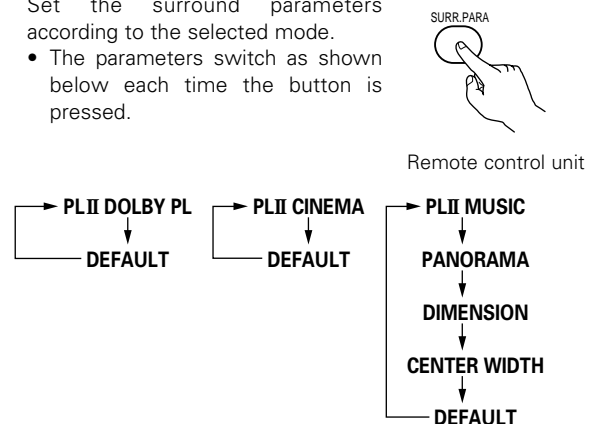 Set the surround parameters
according to the selected mode.
• The parameters switch as shown
below each time the button is
pressed.
SURR.PARA
Remote control unit
PLII DOLBY PL
DEFAULT
PLII CINEMA
DEFAULT
PLII MUSIC
PANORAMA
DIMENSION
CENTER WIDTH
DEFAULT